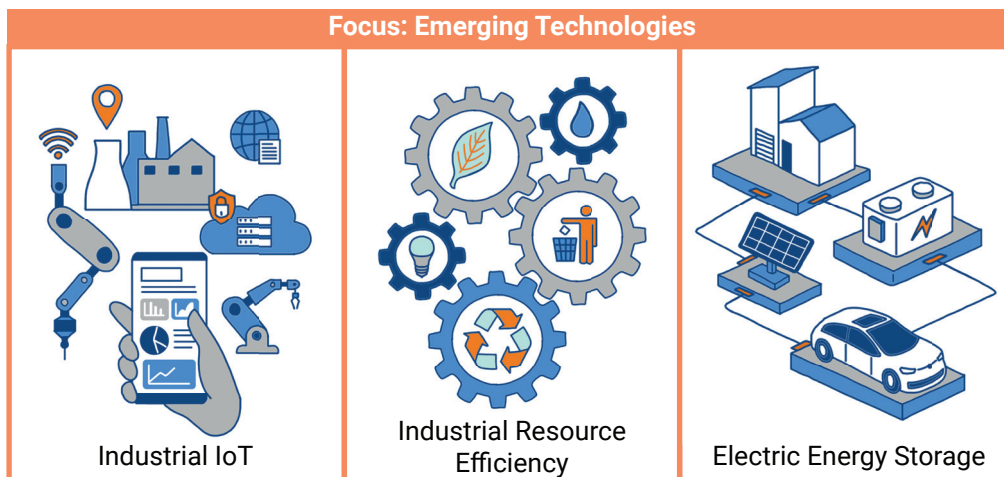 Focus: Emerging Technologies
Industrial IoT
Industrial Resource
Efficiency
Electric Energy Storage